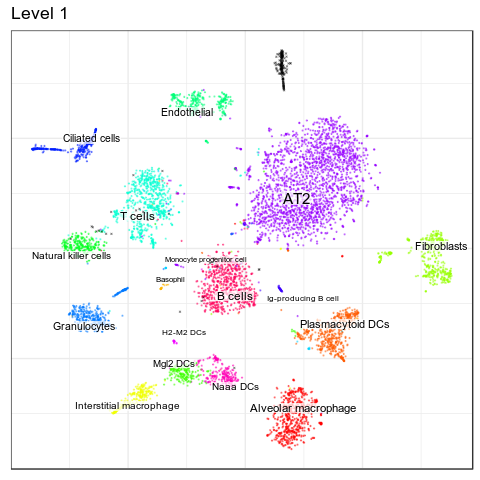 Level 1
Endothelial
Ciliated cells
AT2
T cells
Fibroblasts
Natural killer cells
Monocyte progenitor cell
Basophil
B cells
Ig-producing B cell
Granulocytes
Plasmacytoid DCs
H2-M2 DCs
Mgl2 DCs
Naaa DCs
Interstitial macrophage
Alveolar macrophage